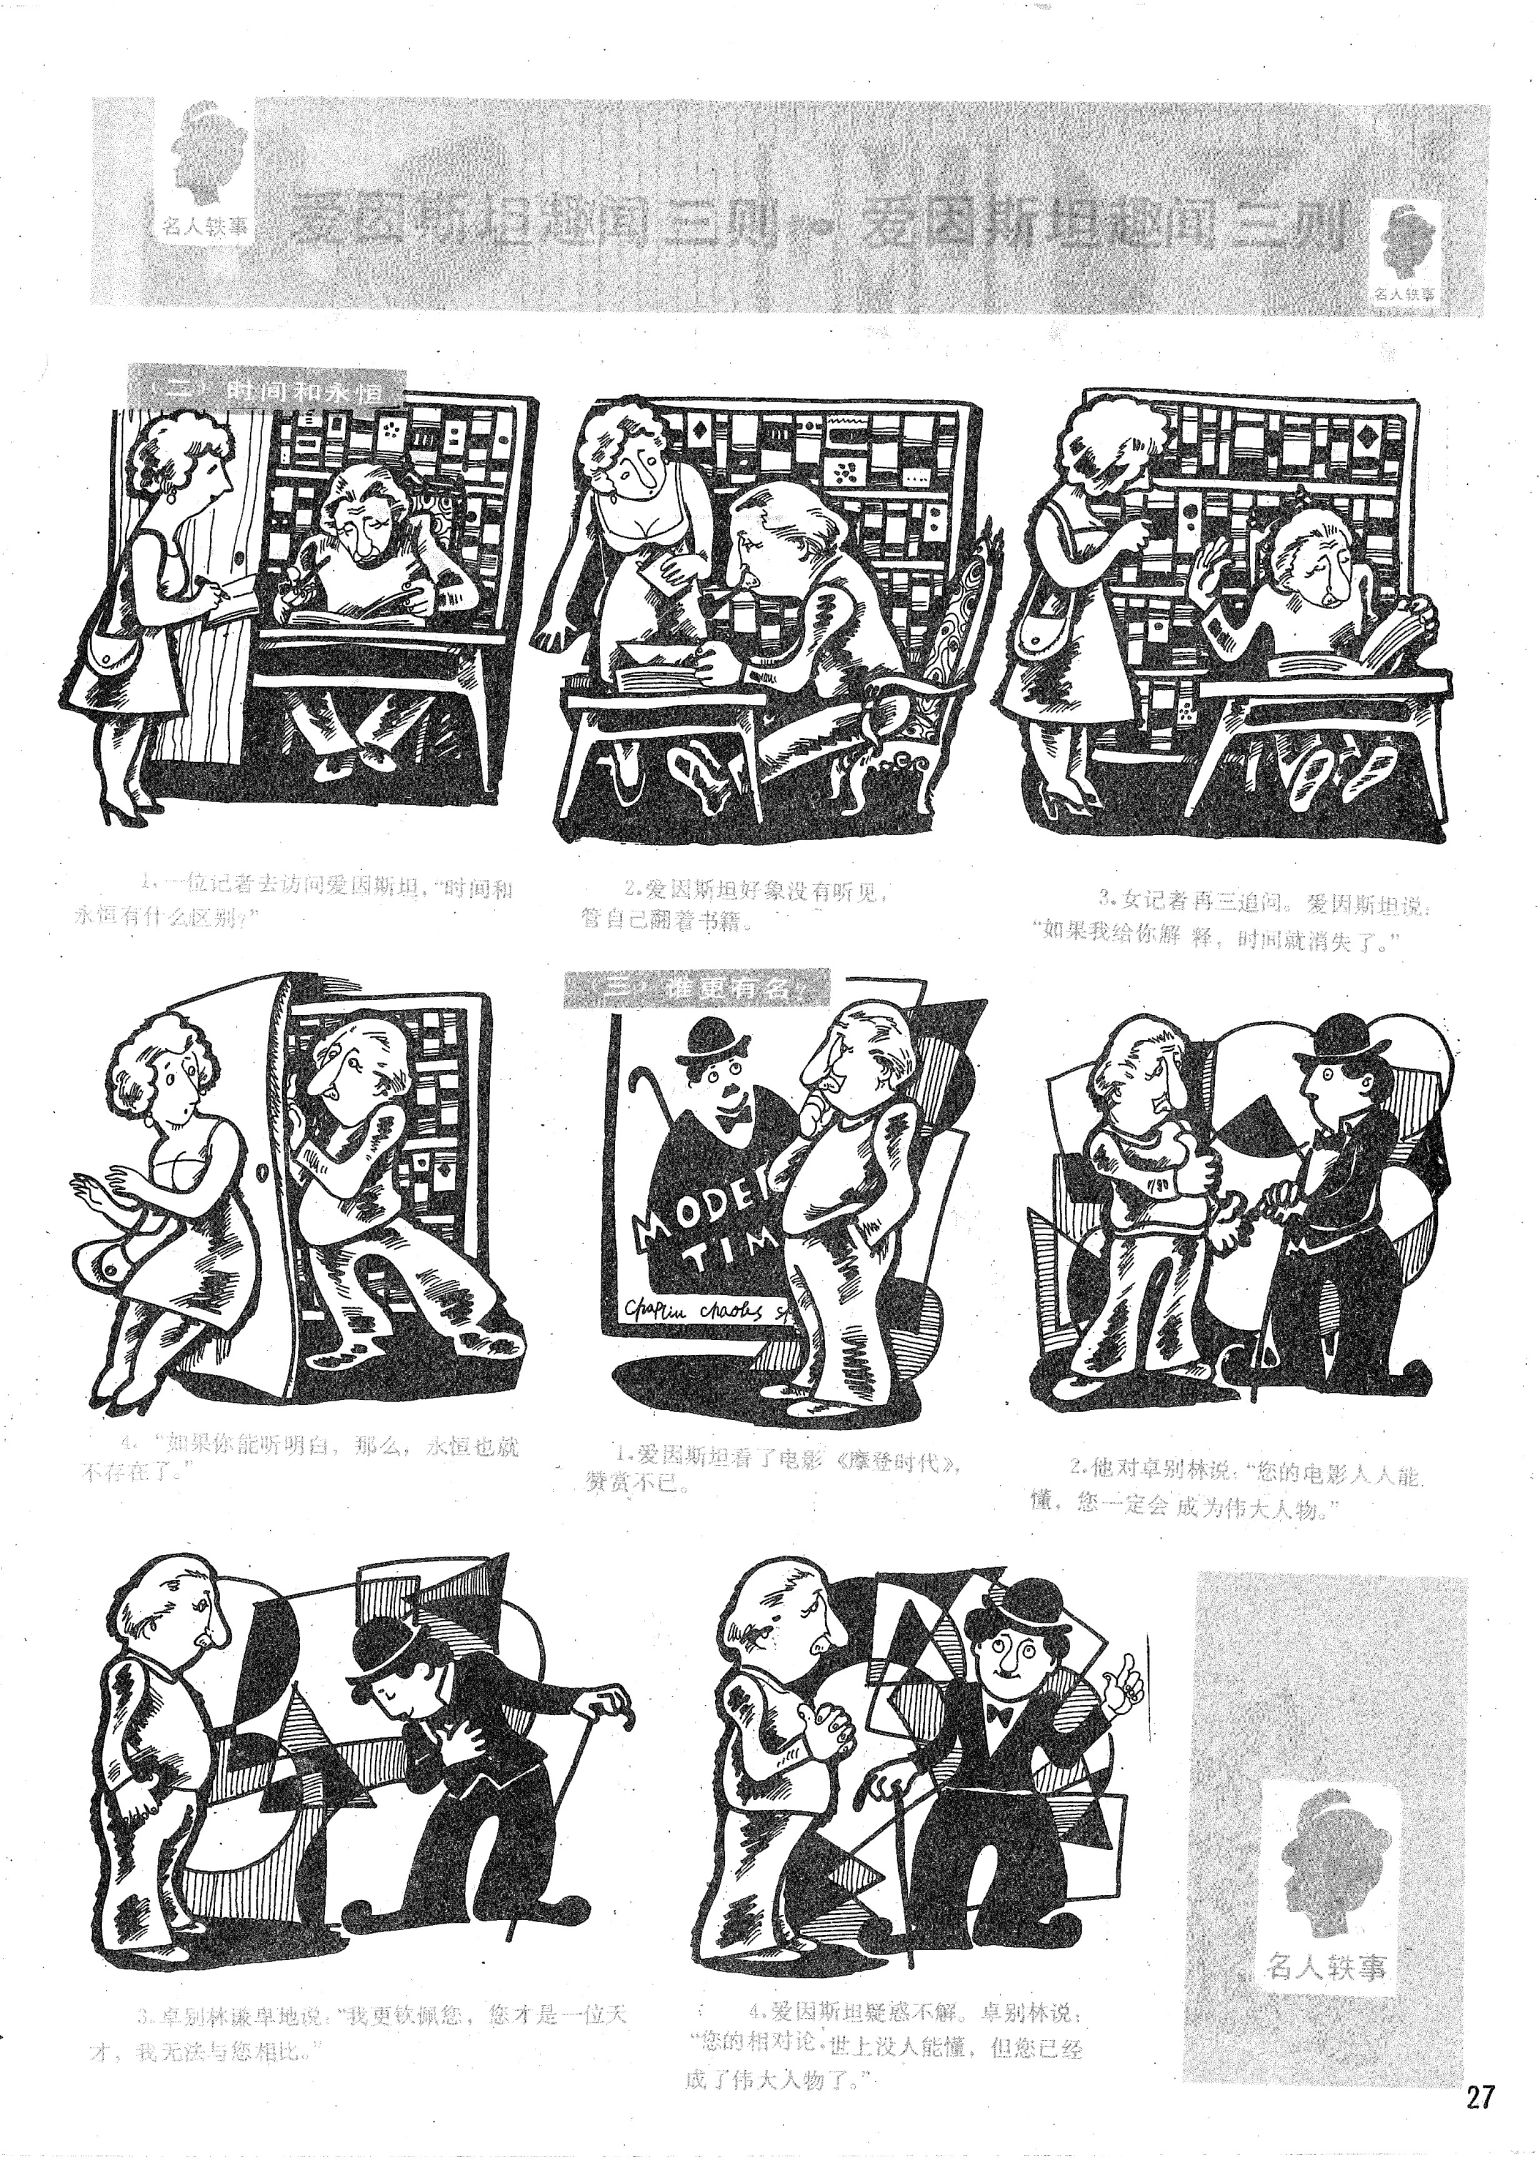 名人轶事
爱因斯坦趣闻三则·爱因斯坦趣闻三则
名人轶事
（二）时间和永恒
1.一位记者去访问爱因斯坦，“时间和
永恒有什么区别？”
2.爱因斯坦好象没有听见，
管自己翻着书籍。
3.女记者再三追问。爱因斯坦说：
“如果我给你解释，时间就消失了。”
4.“如果你能听明白，那么，永恒也就
不存在了。”
（三）谁更有名？
MODE
TIM
Chaplin chaoles sp
1.爱因斯坦看了电影《摩登时代》，
赞赏不已。
2.他对卓别林说：“您的电影人人能
懂，您一定会成为伟大人物。”
3.卓别林谦卑地说：“我更钦佩您，您才是一位天
才，我无法与您相比。”
4.爱因斯坦疑惑不解。卓别林说：
“您的相对论，世上没人能懂，但您已经
成了伟大人物了。”
名人轶事
27